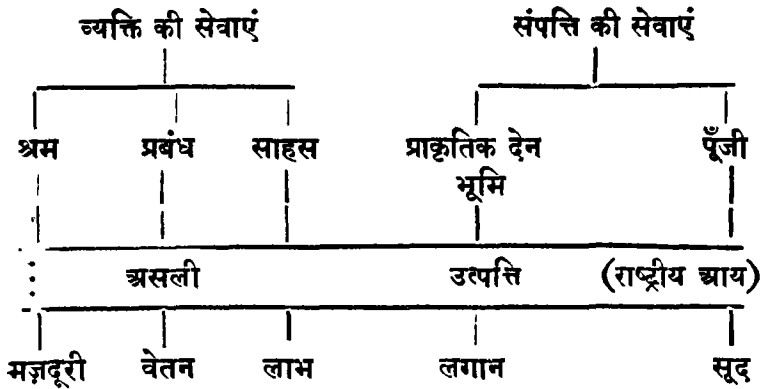 व्यक्ति की सेवाएं संपत्ति की सेवाएं
श्रम प्रबंध साहस प्राकृतिक देन पूँजी
भूमि
असली उत्पत्ति (राष्ट्रीय आय)
मज़दूरी वेतन लाभ लगान सूद